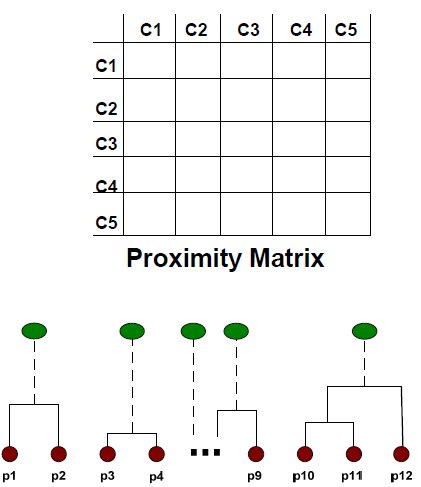 C1 C2 C3 C4 C5
C1
C2
C3
C4
C5
Proximity Matrix
...
p1 p2 p3 p4 p9 p10 p11 p12